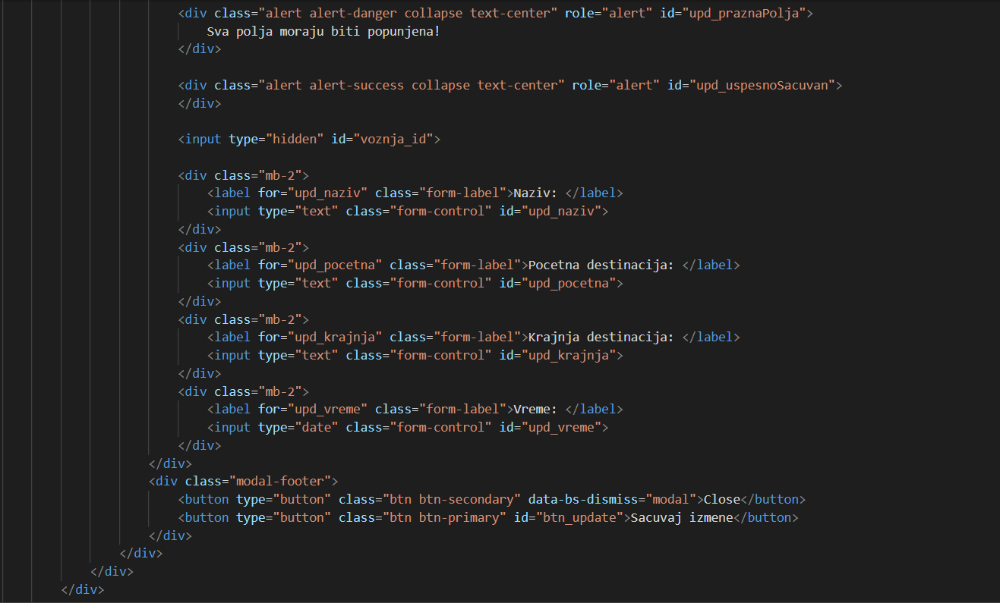 <div class="alert alert-danger collapse text-center" role="alert" id="upd_praznaPolja">
Sva polja moraju biti popunjena!
</div>
<div class="alert alert-success collapse text-center" role="alert" id="upd_uspesnoSacuvan">
</div>
<input type="hidden" id="voznja_id">
<div class="mb-2">
<label for="upd_naziv" class="form-label">Naziv: </label>
<input type="text" class="form-control" id="upd_naziv">
</div>
<div class="mb-2">
<label for="upd_pocetna" class="form-label">Pocetna destinacija: </label>
<input type="text" class="form-control" id="upd_pocetna">
</div>
<div class="mb-2">
<label for="upd_krajnja" class="form-label">Krajnja destinacija: </label>
<input type="text" class="form-control" id="upd_krajnja">
</div>
<div class="mb-2">
<label for="upd_vreme" class="form-label">Vreme: </label>
<input type="date" class="form-control" id="upd_vreme">
</div>
</div>
<div class="modal-footer">
<button type="button" class="btn btn-secondary" data-bs-dismiss="modal">Close</button>
<button type="button" class="btn btn-primary" id="btn_update">Sacuvaj izmene</button>
</div>
</div>
</div>
</div>